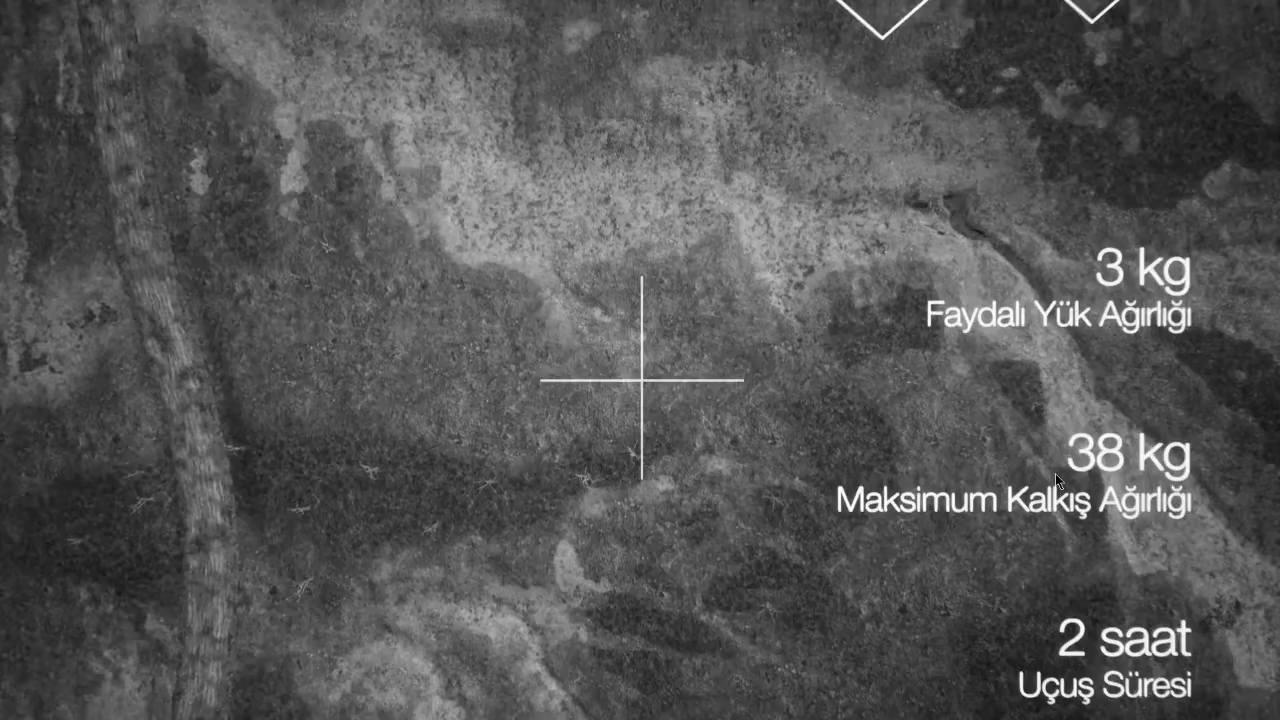 3 kg
Faydalı Yük Ağırlığı
38 kg
Maksimum Kalkış Ağırlığı
2 saat
Uçuş Süresi